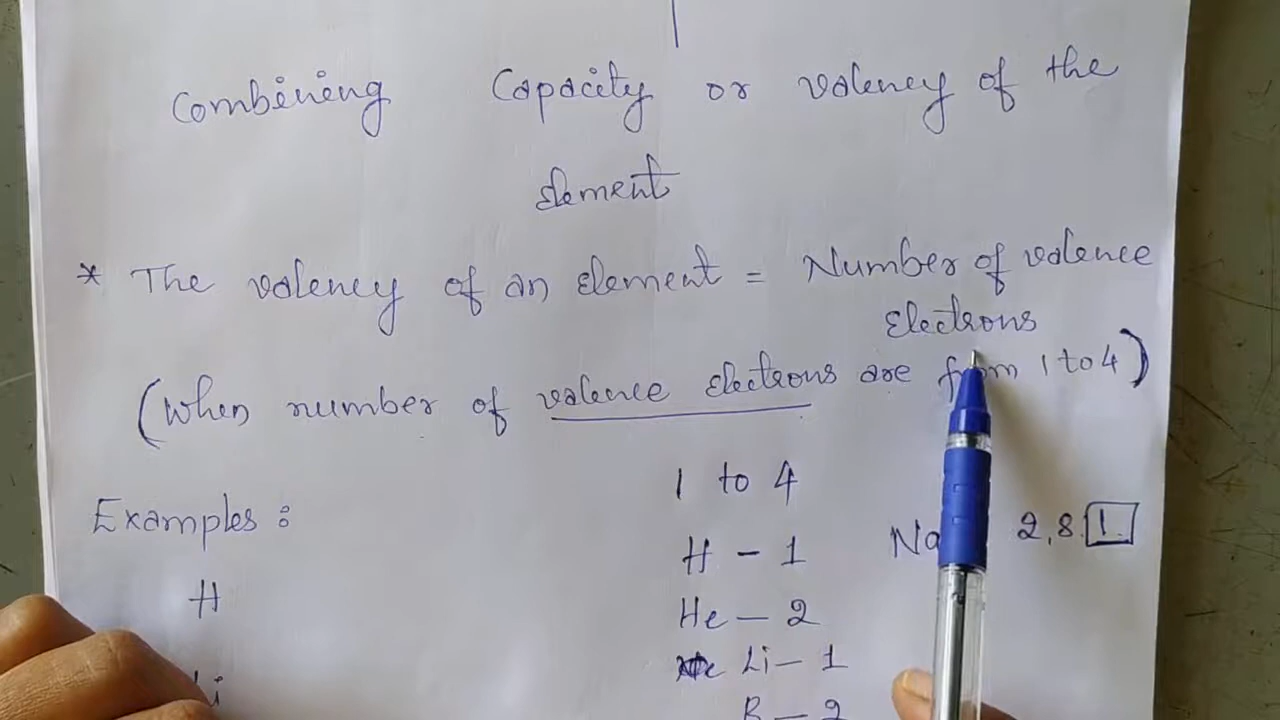 Combining Capacity or valency of the
element
* The valency of an element = Number of valence
Electrons
(When number of valence electrons are from 1 to 4)
1 to 4
Examples :
H - 1
2,8,1
H
He - 2
Li - 1